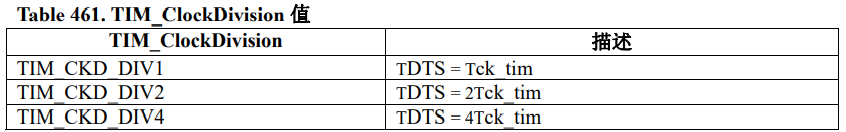 Table 461. TIM_ClockDivision 值
TIM_ClockDivision 描述
TIM_CKD_DIV1 TDTS = Tck_tim
TIM_CKD_DIV2 TDTS = 2Tck_tim
TIM_CKD_DIV4 TDTS = 4Tck_tim